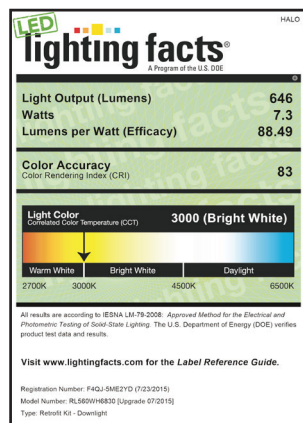 HALO
LED
lighting facts®
A Program of the U.S. DOE
Light Output (Lumens) 646
Watts 7.3
Lumens per Watt (Efficacy) 88.49
Color Accuracy
Color Rendering Index (CRI) 83
Light Color
Correlated Color Temperature (CCT) 3000 (Bright White)
Warm White Bright White Daylight
2700K 3000K 4500K 6500K
All results are according to IESNA LM-79-2008: Approved Method for the Electrical and
Photometric Testing of Solid-State Lighting. The U.S. Department of Energy (DOE) verifies
product test data and results.
Visit www.lightingfacts.com for the Label Reference Guide.
Registration Number: F4QJ-5ME2YD (7/23/2015)
Model Number: RL560WH6830 [Upgrade 07/2015]
Type: Retrofit Kit - Downlight